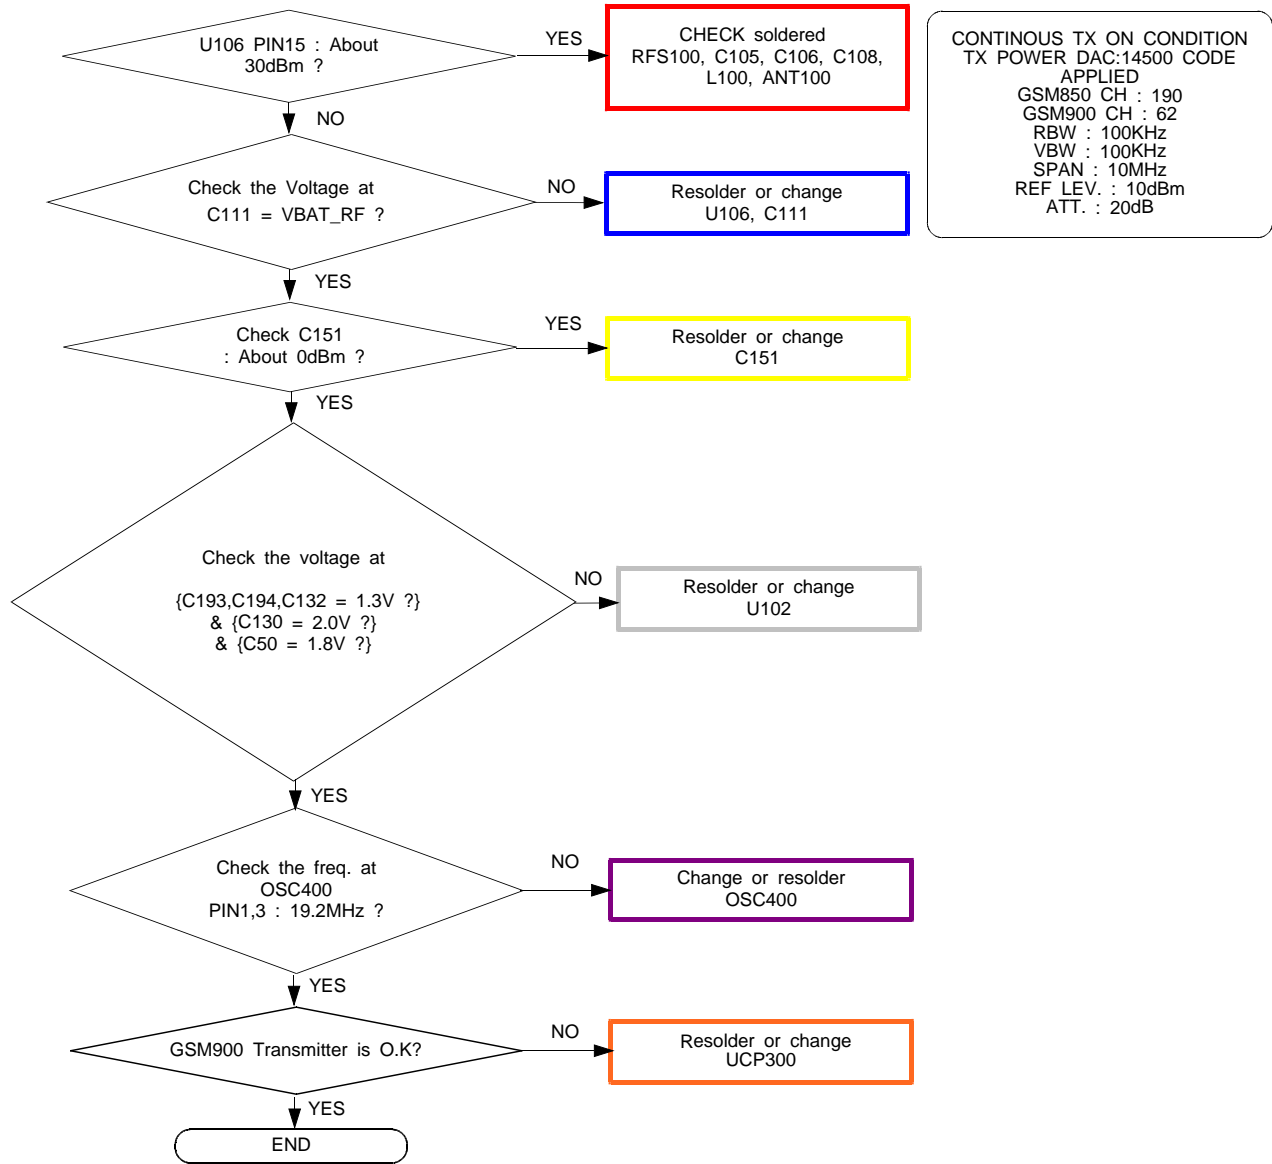 U106 PIN15 : About
30dBm ?
YES
CHECK soldered
RFS100, C105, C106, C108,
L100, ANT100
CONTINOUS TX ON CONDITION
TX POWER DAC:14500 CODE
APPLIED
GSM850 CH : 190
GSM900 CH : 62
RBW : 100KHz
VBW : 100KHz
SPAN : 10MHz
REF LEV. : 10dBm
ATT. : 20dB
NO
Check the Voltage at
C111 = VBAT_RF ?
NO
Resolder or change
U106, C111
YES
Check C151
: About 0dBm ?
YES
Resolder or change
C151
YES
Check the voltage at
{C193,C194,C132 = 1.3V ?}
& {C130 = 2.0V ?}
& {C50 = 1.8V ?}
NO
Resolder or change
U102
YES
Check the freq. at
OSC400
PIN1,3 : 19.2MHz ?
NO
Change or resolder
OSC400
YES
GSM900 Transmitter is O.K?
NO
Resolder or change
UCP300
YES
END